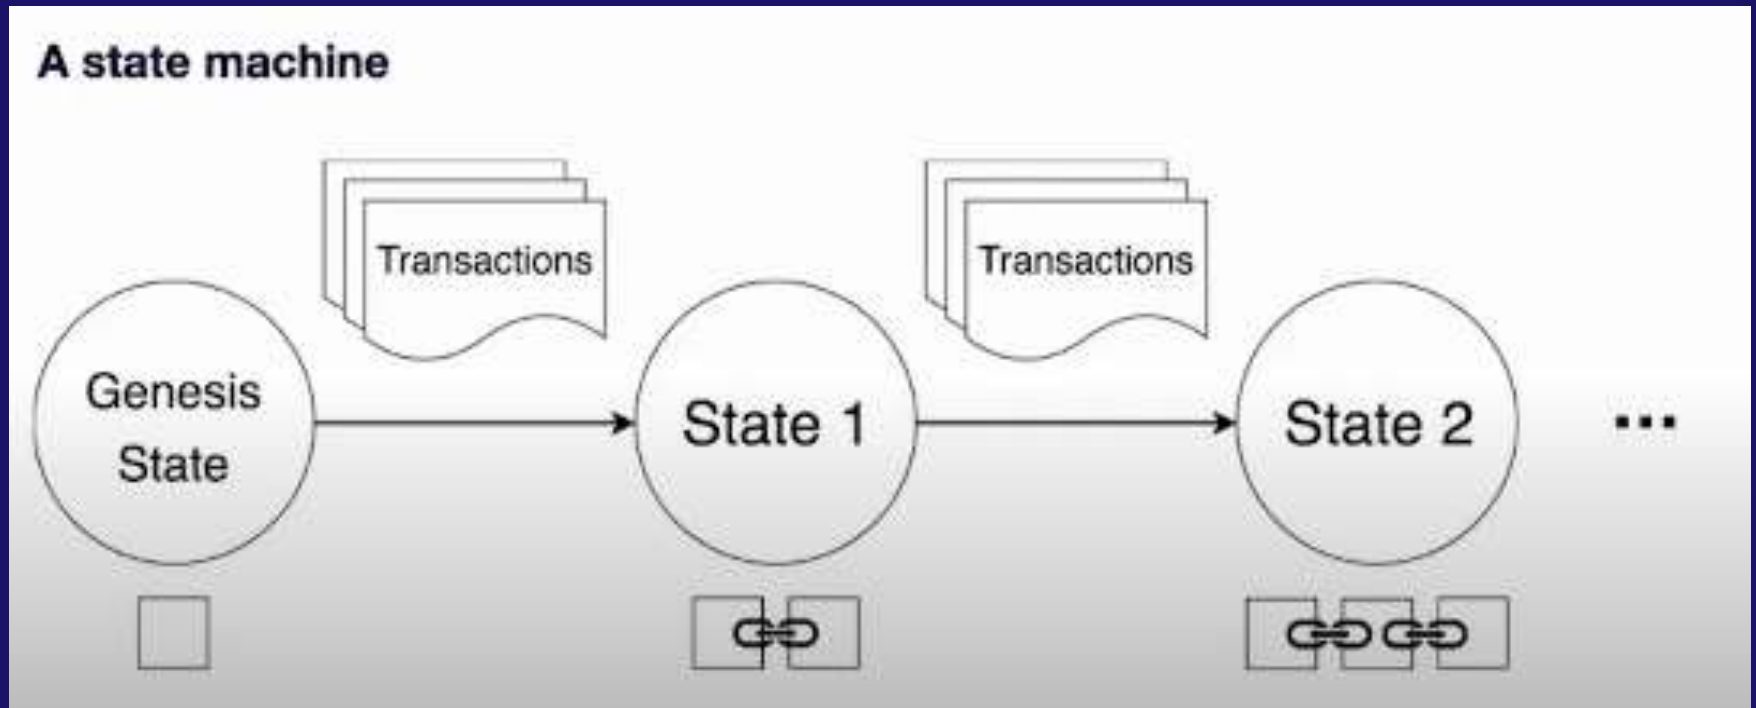 A state machine
Transactions
Transactions
Genesis
State
State 1
State 2
...